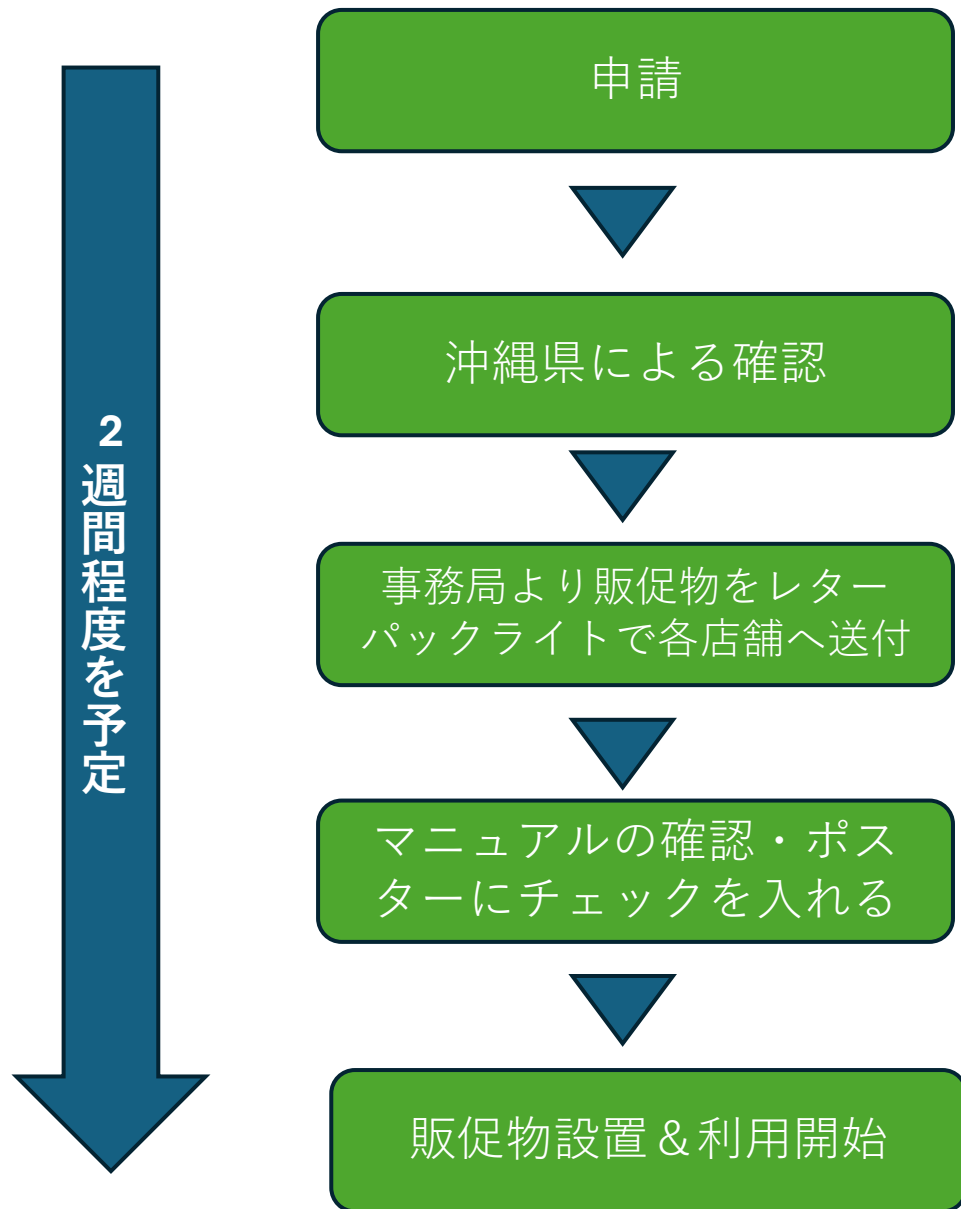 申請
沖縄県による確認
2週間程度を予定
事務局より販促物をレター
パックライトで各店舗へ送付
マニュアルの確認・ポス
ターにチェックを入れる
販促物設置＆利用開始